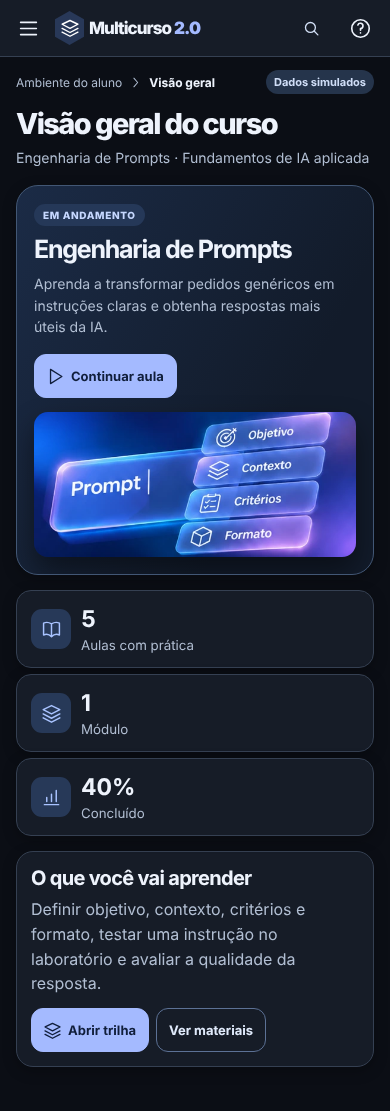 Multicurso 2.0
Ambiente do aluno > Visão geral
Dados simulados
Visão geral do curso
Engenharia de Prompts · Fundamentos de IA aplicada
EM ANDAMENTO
Engenharia de Prompts
Aprenda a transformar pedidos genéricos em
instruções claras e obtenha respostas mais
úteis da IA.
Continuar aula
Prompt
Objetivo
Contexto
Critérios
Formato
5
Aulas com prática
1
Módulo
40%
Concluído
O que você vai aprender
Definir objetivo, contexto, critérios e
formato, testar uma instrução no
laboratório e avaliar a qualidade da
resposta.
Abrir trilha
Ver materiais